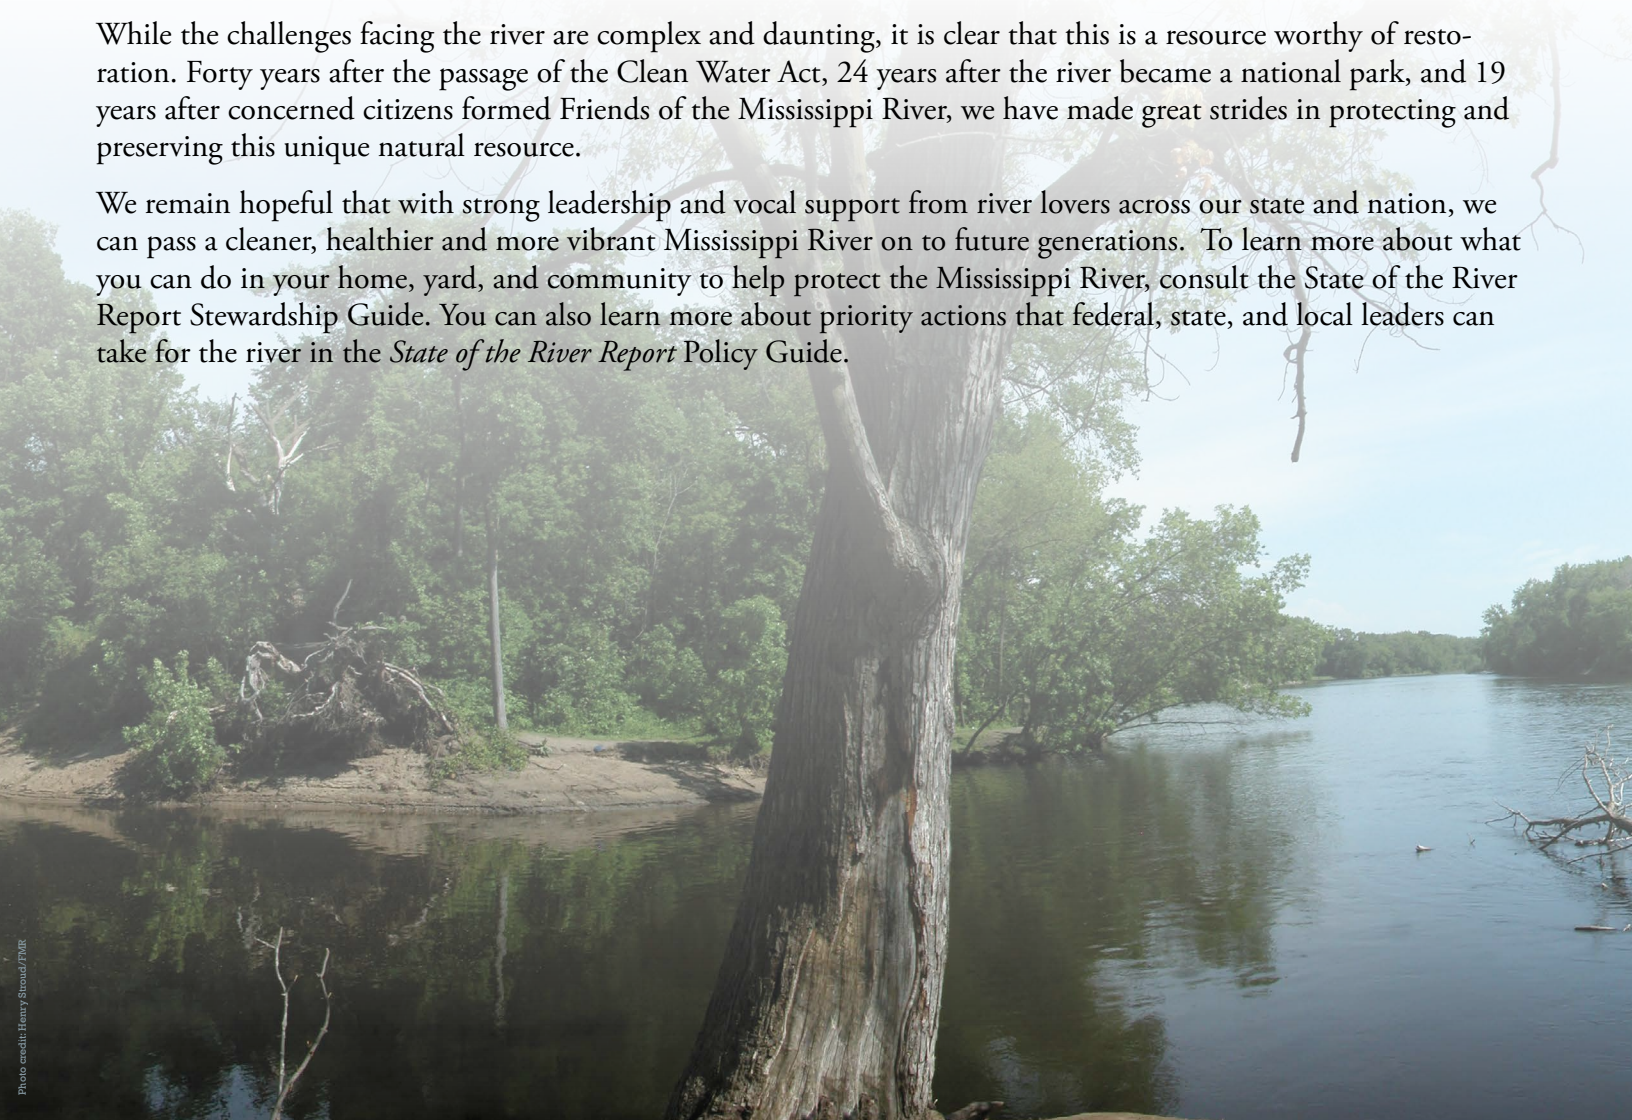 While the challenges facing the river are complex and daunting, it is clear that this is a resource worthy of resto-
ration. Forty years after the passage of the Clean Water Act, 24 years after the river became a national park, and 19
years after concerned citizens formed Friends of the Mississippi River, we have made great strides in protecting and
preserving this unique natural resource.
We remain hopeful that with strong leadership and vocal support from river lovers across our state and nation, we
can pass a cleaner, healthier and more vibrant Mississippi River on to future generations.  To learn more about what
you can do in your home, yard, and community to help protect the Mississippi River, consult the State of the River
Report Stewardship Guide. You can also learn more about priority actions that federal, state, and local leaders can
take for the river in the State of the River Report Policy Guide.
Photo credit: Henry Stroud/FMR